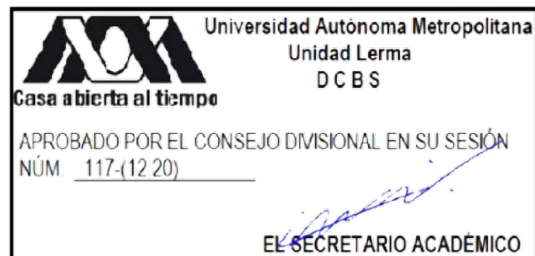 Universidad Autónoma Metropolitana
Unidad Lerma
D C B S
Casa abierta al tiempo
APROBADO POR EL CONSEJO DIVISIONAL EN SU SESIÓN
NÚM. 117-(12.20)
EL SECRETARIO ACADÉMICO